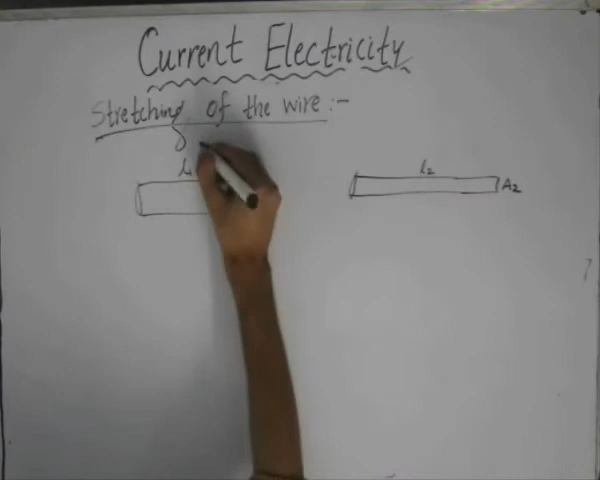 Current Electricity
Stretching of the wire :-
l₂
A₂